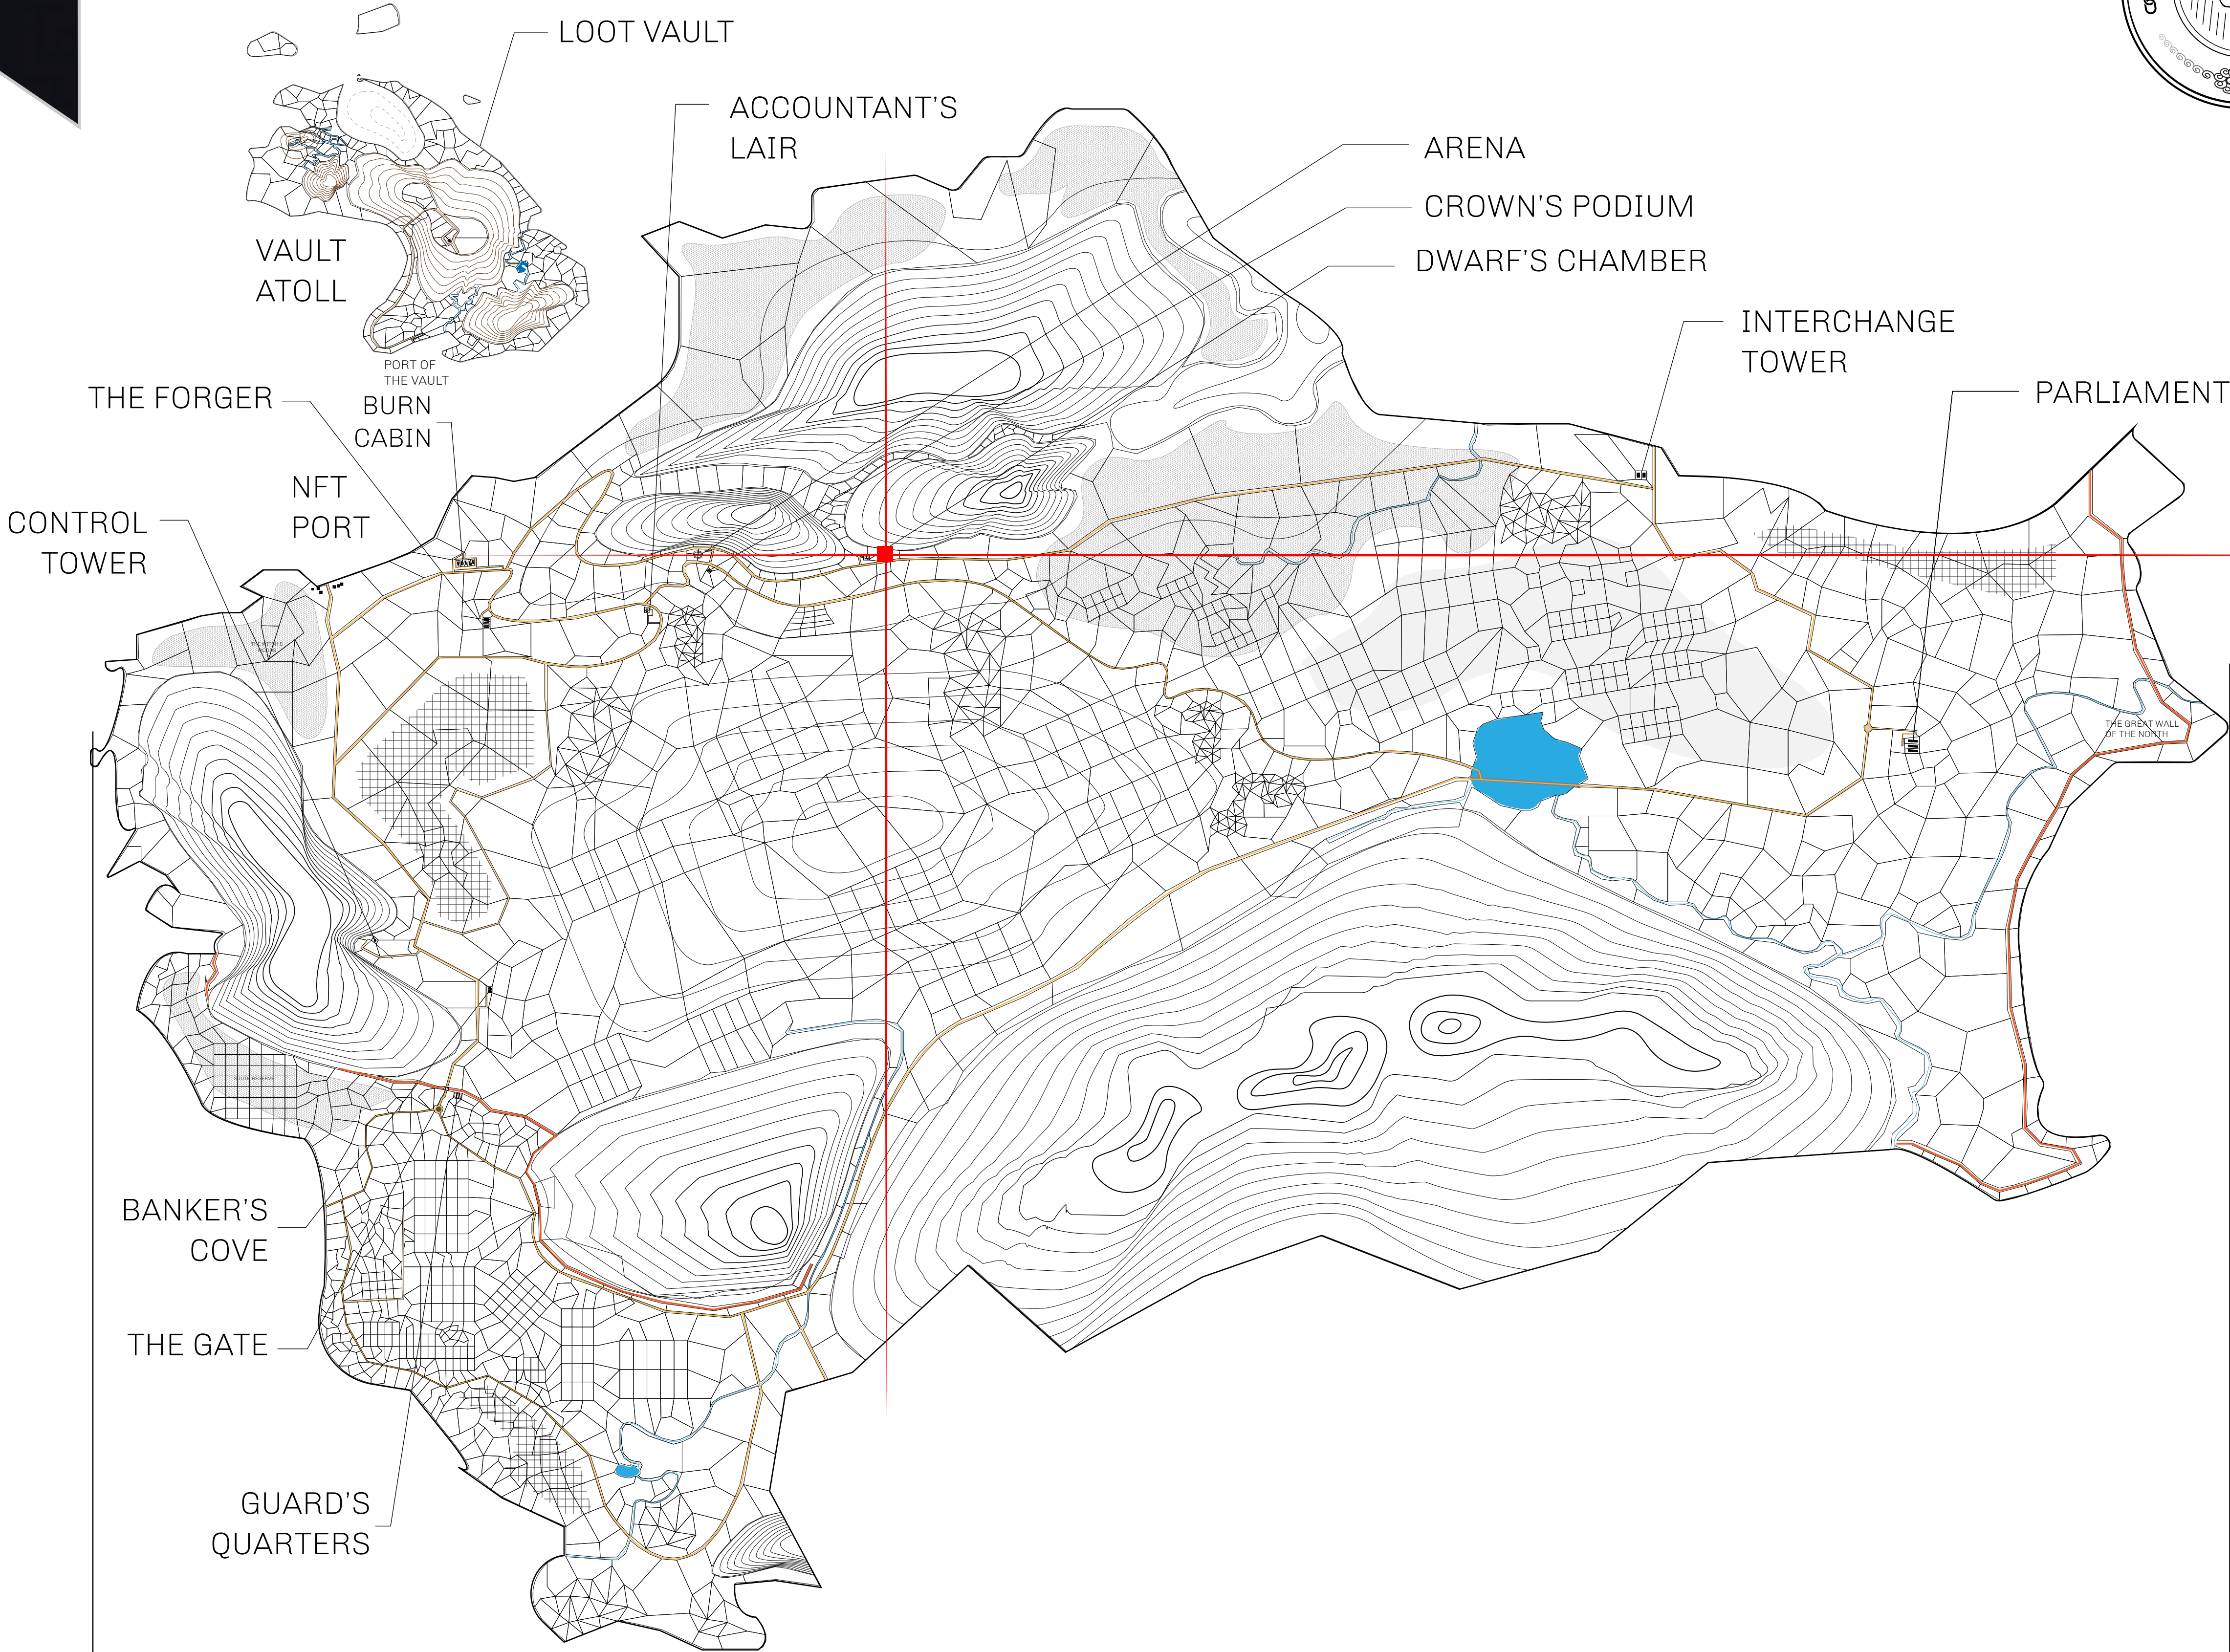 LOOT VAULT
ACCOUNTANT'S
LAIR
ARENA
CROWN'S PODIUM
DWARF'S CHAMBER
VAULT
ATOLL
INTERCHANGE
TOWER
PORT OF
THE VAULT
PARLIAMENT
THE FORGER
BURN
CABIN
NFT
PORT
CONTROL
TOWER
THE GREAT WALL
OF THE NORTH
SOUTH RESERVE
BANKER'S
COVE
THE GATE
GUARD'S
QUARTERS